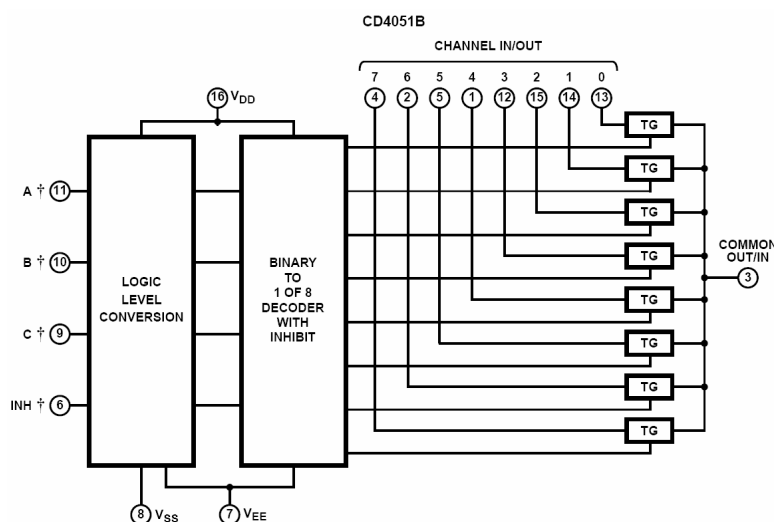 CD4051B
CHANNEL IN/OUT
7 6 5 4 3 2 1 0
4 2 5 1 12 15 14 13
16 VDD
TG
TG
TG
TG
TG
TG
TG
TG
A † 11
B † 10
C † 9
INH † 6
LOGIC
LEVEL
CONVERSION
BINARY
TO
1 OF 8
DECODER
WITH
INHIBIT
COMMON
OUT/IN
3
8 VSS
7 VEE